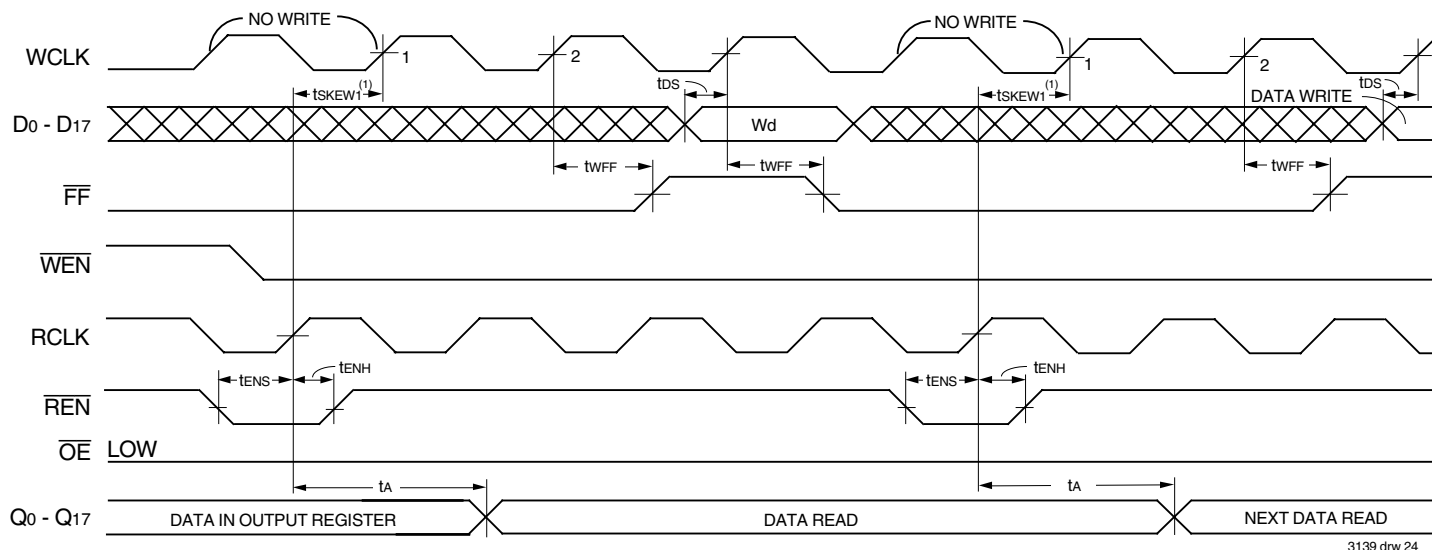 NO WRITE NO WRITE
WCLK 1 2 1 2
tDS tDS
tSKEW1(1) tSKEW1(1) DATA WRITE
D0 - D17 Wd
tWFF tWFF tWFF
FF
WEN
RCLK
tENS tENH tENS tENH
REN
OE LOW
tA tA
Q0 - Q17 DATA IN OUTPUT REGISTER DATA READ NEXT DATA READ
3139 drw 24